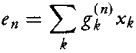 e_n = \sum_k g_k^{(n)} x_k